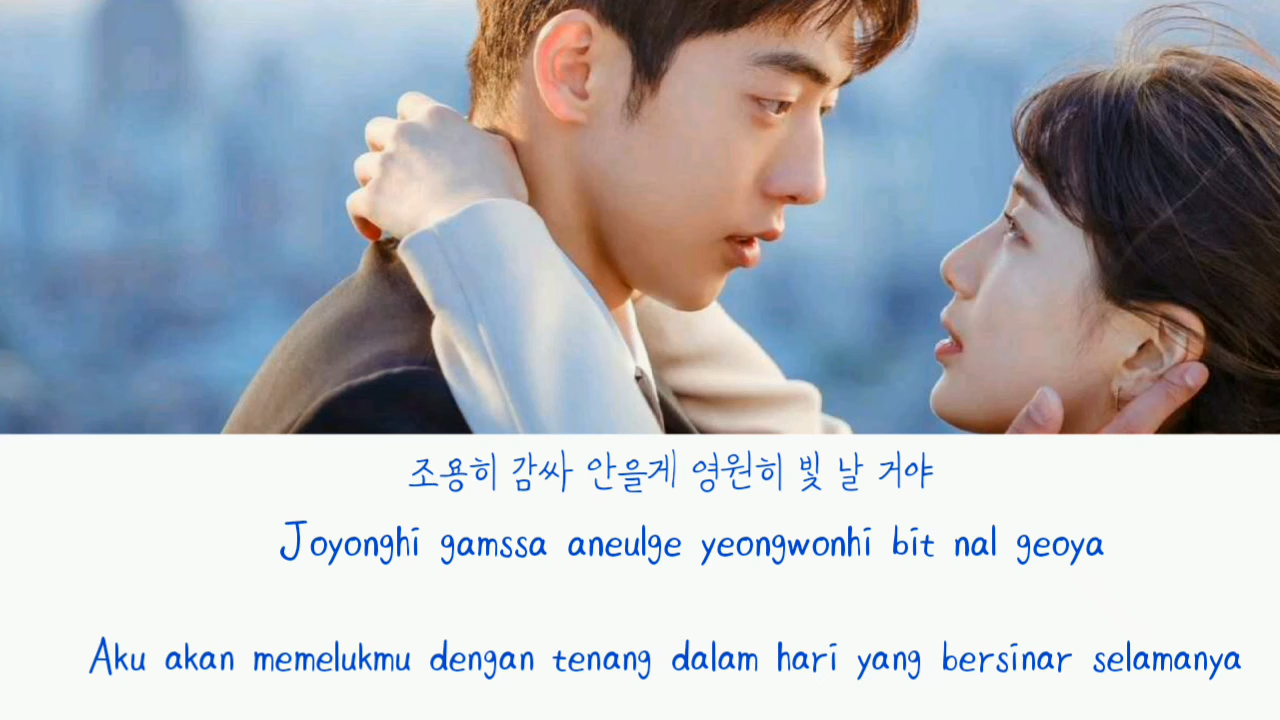 조용히 감싸 안을게 영원히 빛 날 거야
Joyonghi gamssa aneulge yeongwonhi bit nal geoya
Aku akan memelukmu dengan tenang dalam hari yang bersinar selamanya